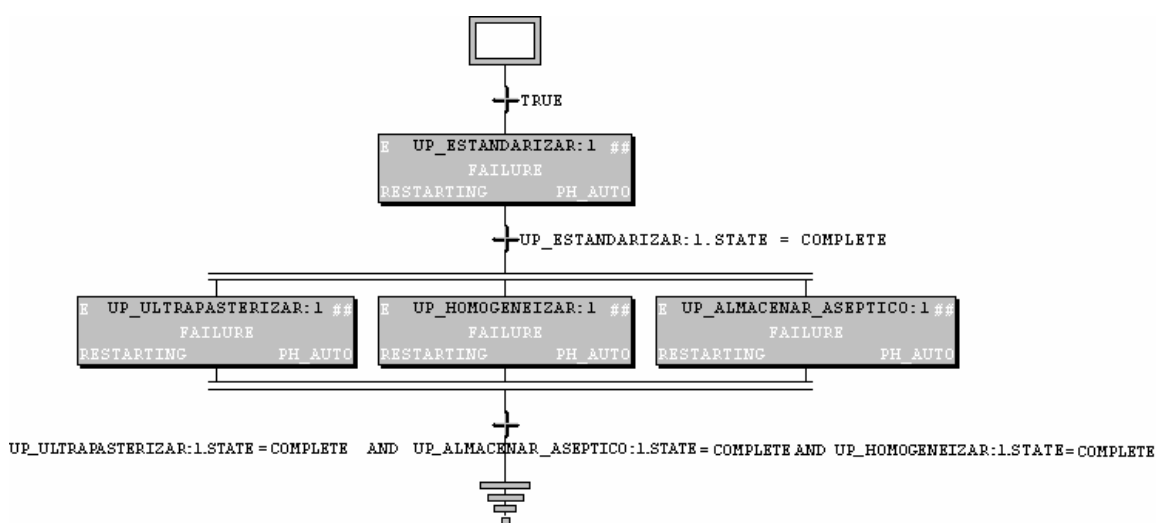 TRUE
E UP_ESTANDARIZAR:1 ##
FAILURE
RESTARTING PH_AUTO
UP_ESTANDARIZAR:1.STATE = COMPLETE
E UP_ULTRAPASTERIZAR:1 ##
FAILURE
RESTARTING PH_AUTO
E UP_HOMOGENEIZAR:1 ##
FAILURE
RESTARTING PH_AUTO
E UP_ALMACENAR_ASEPTICO:1 ##
FAILURE
RESTARTING PH_AUTO
UP_ULTRAPASTERIZAR:1.STATE = COMPLETE AND UP_ALMACENAR_ASEPTICO:1.STATE = COMPLETE AND UP_HOMOGENEIZAR:1.STATE = COMPLETE